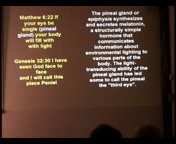 Matthew 6:22 If your
eye be
single (pineal
gland) your body
will fill
with
with light
Genesis 32:30 I have
seen God face to
face
and I will call
this place Peniel
The pineal gland or
epiphysis synthesizes
and secretes melatonin,
a structurally simple
hormone that
communicates
information about
environmental lighting to
various parts of the
body. The light-
transducing ability of the
pineal gland has led
some to call the pineal
the "third eye".